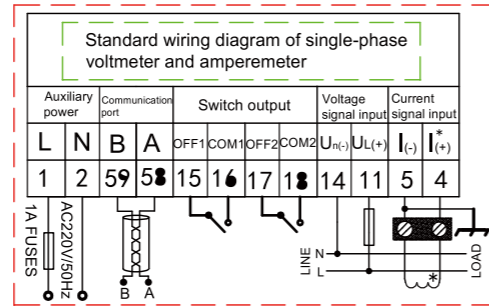 Standard wiring diagram of single-phase
voltmeter and amperemeter
Auxiliary power
Communication port
Switch output
Voltage signal input
Current signal input
L N B A OFF1 COM1 OFF2 COM2 Un(-) UL(+) I(-) I*(+)
1 2 59 58 15 16 17 18 14 11 5 4
1A FUSES
AC220V/50Hz
B A
LINE
N
L
*
LOAD